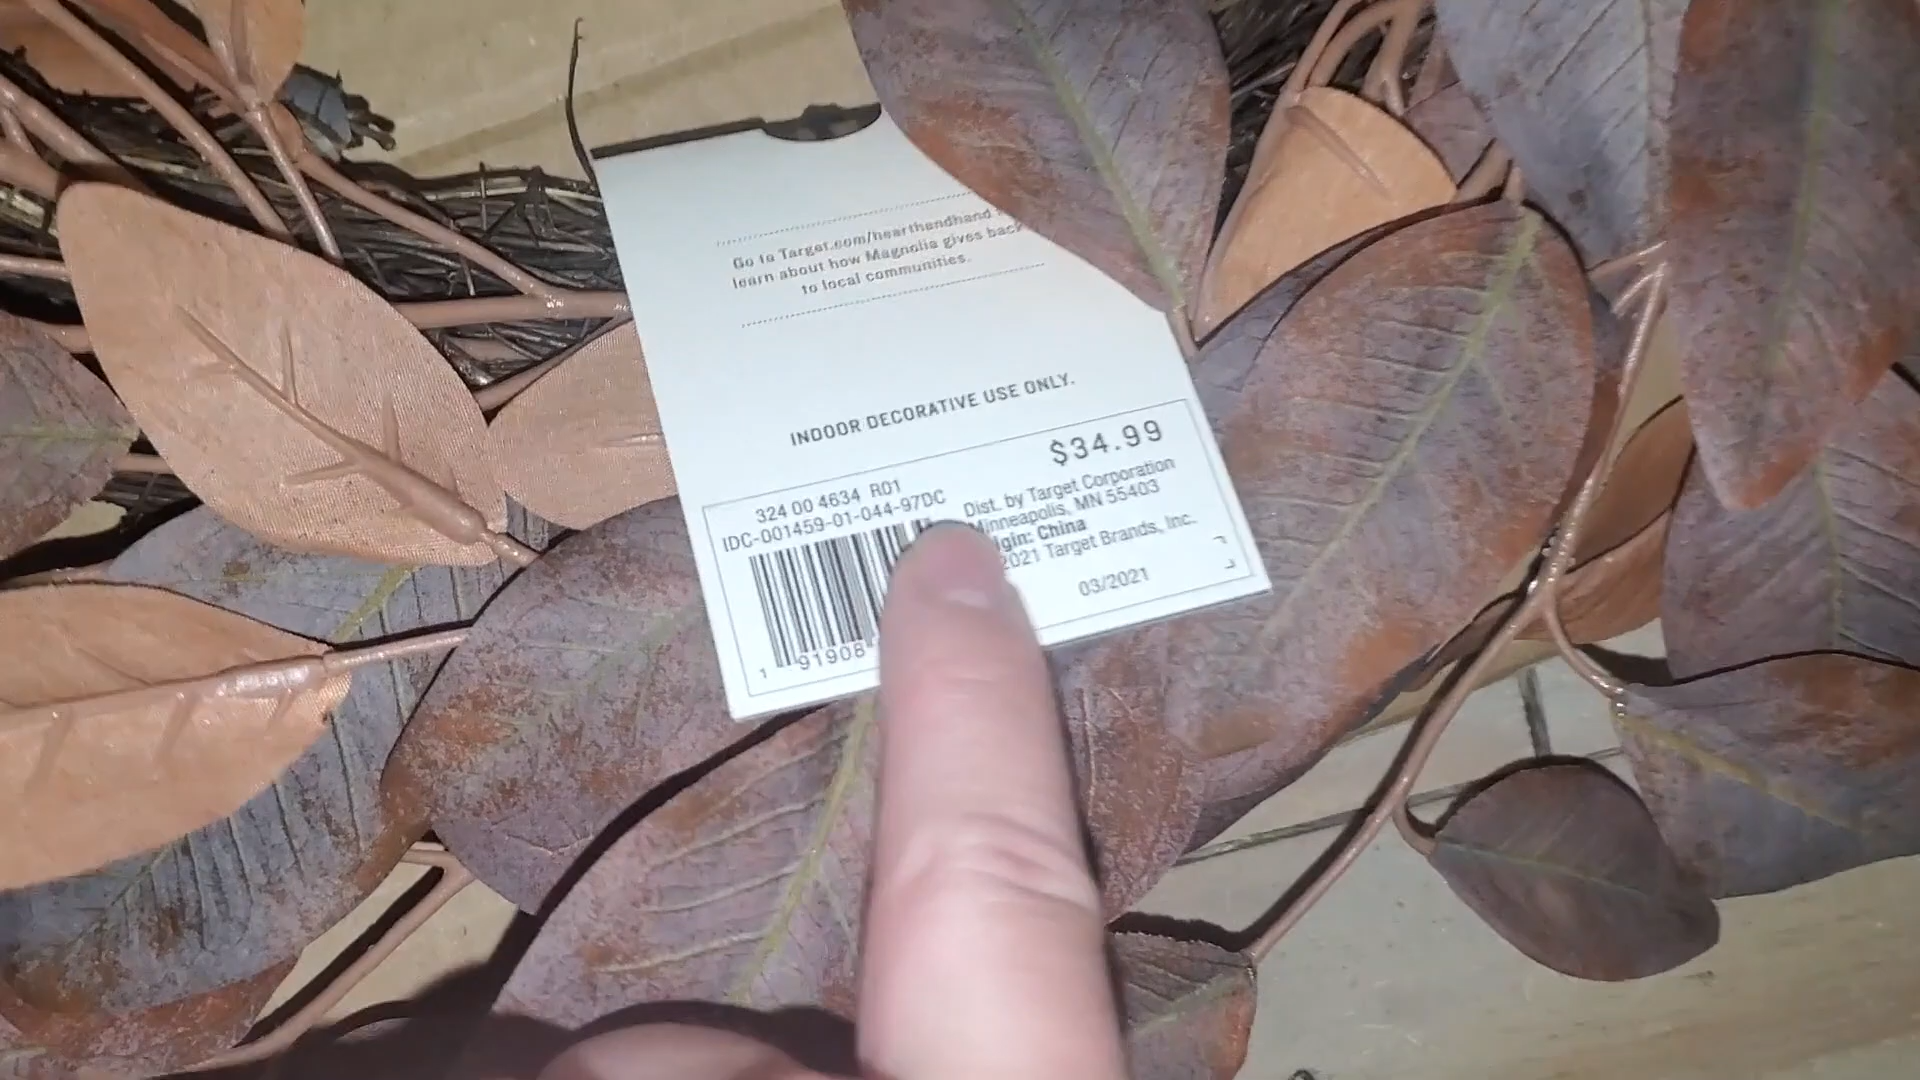 Go to Target.com/hearthandhand
learn about how Magnolia gives back
to local communities.
INDOOR DECORATIVE USE ONLY.
$34.99
324 00 4634 R01
IDC-001459-01-044-97DC
Dist. by Target Corporation
Minneapolis, MN 55403
gin: China
2021 Target Brands, Inc.
03/2021
1 91908